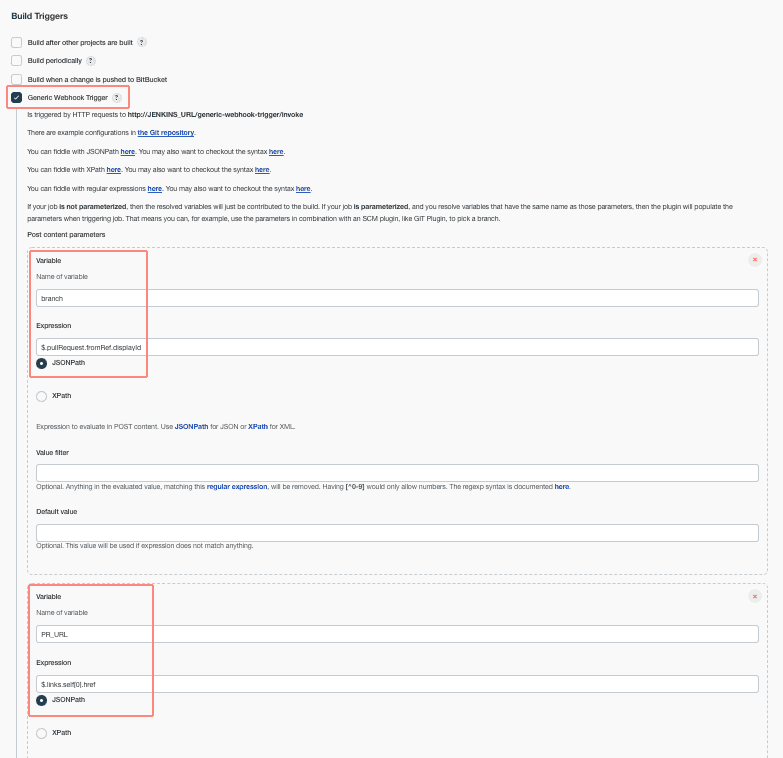 Build Triggers
Build after other projects are built ?
Build periodically ?
Build when a change is pushed to BitBucket
Generic Webhook Trigger ?
Is triggered by HTTP requests to http://JENKINS_URL/generic-webhook-trigger/invoke
There are example configurations in the Git repository.
You can fiddle with JSONPath here. You may also want to checkout the syntax here.
You can fiddle with XPath here. You may also want to checkout the syntax here.
You can fiddle with regular expressions here. You may also want to checkout the syntax here.
If your job is not parameterized, then the resolved variables will just be contributed to the build. If your job is parameterized, and you resolve variables that have the same name as those parameters, then the plugin will populate the
parameters when triggering job. That means you can, for example, use the parameters in combination with an SCM plugin, like GIT Plugin, to pick a branch.
Post content parameters
Variable
Name of variable
branch
Expression
$.pullRequest.fromRef.displayId
JSONPath
XPath
Expression to evaluate in POST content. Use JSONPath for JSON or XPath for XML.
Value filter
Optional. Anything in the evaluated value, matching this regular expression, will be removed. Having [^0-9] would only allow numbers. The regexp syntax is documented here.
Default value
Optional. This value will be used if expression does not match anything.
Variable
Name of variable
PR_URL
Expression
$.links.self[0].href
JSONPath
XPath